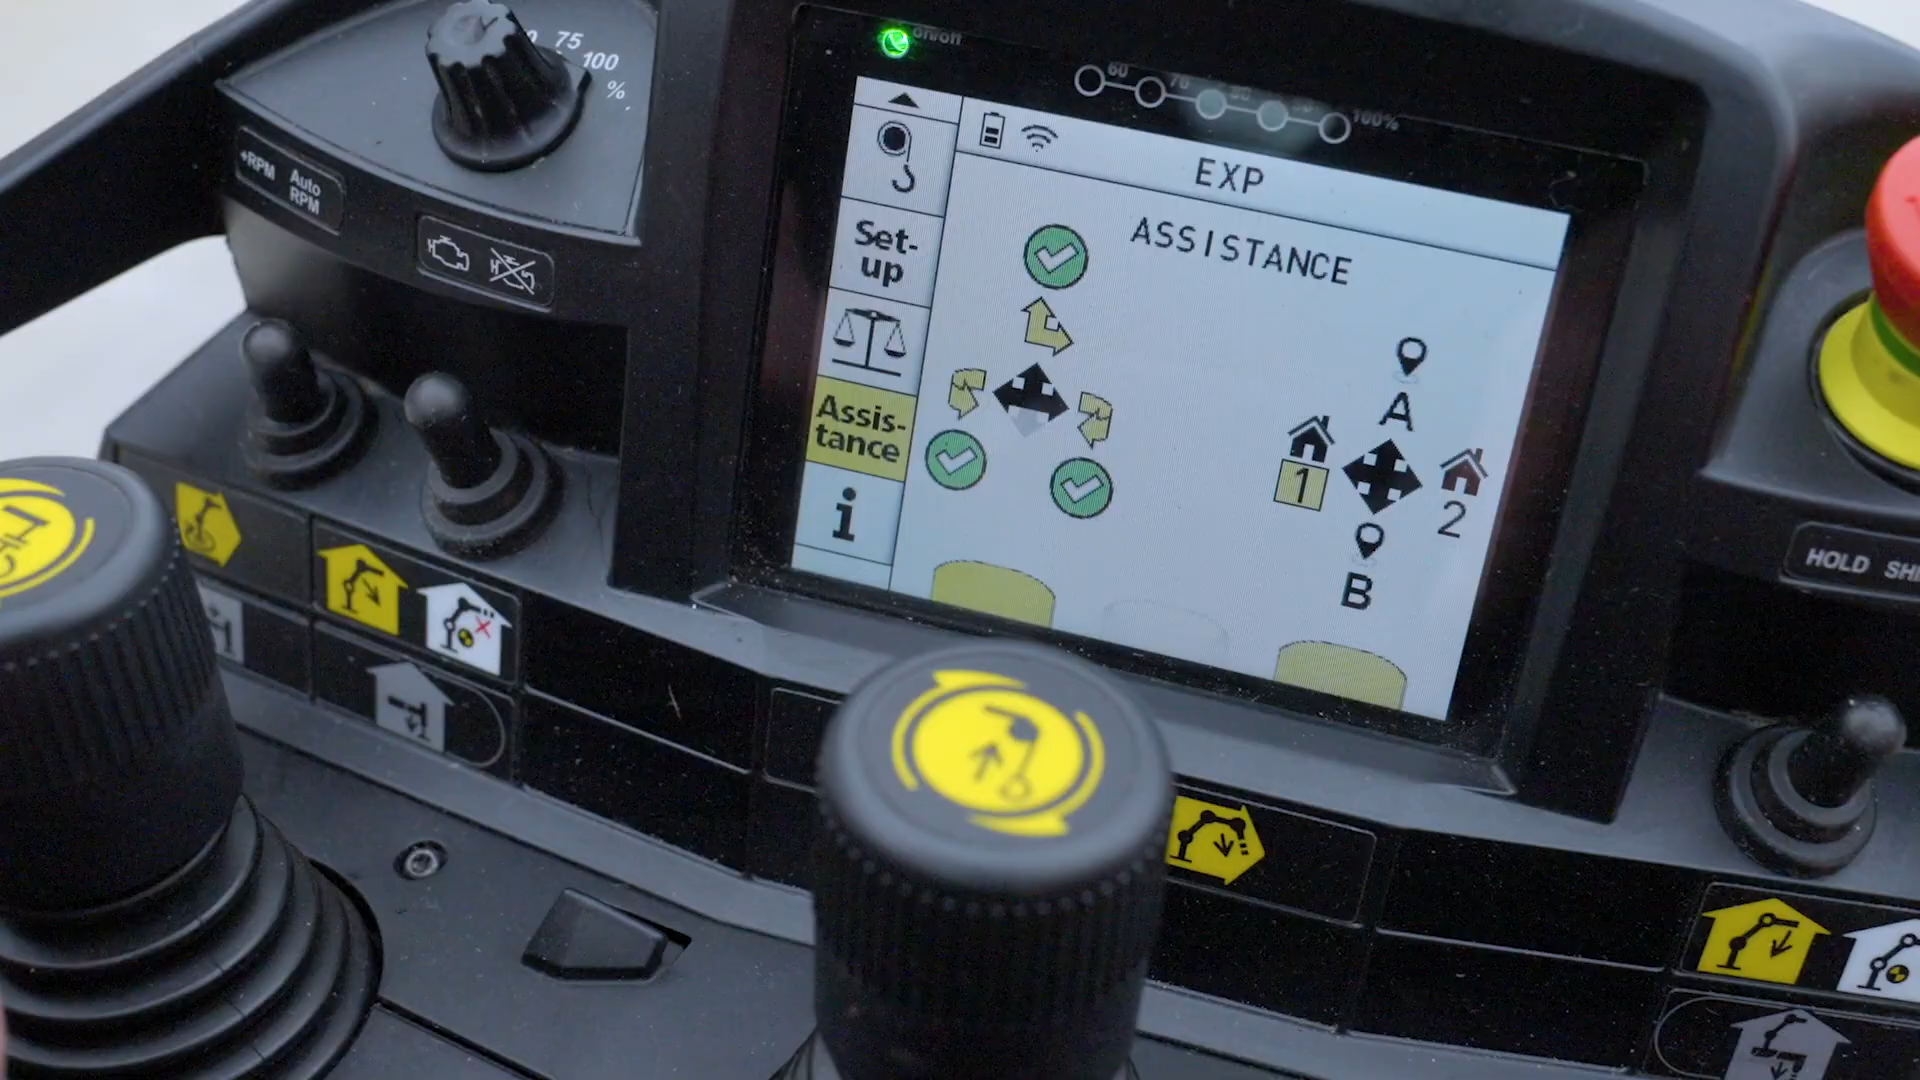 75
100
%
+RPM
Auto
RPM
on/off
60
100%
EXP
ASSISTANCE
Set-
up
Assis-
tance
i
A
1
2
B
HOLD